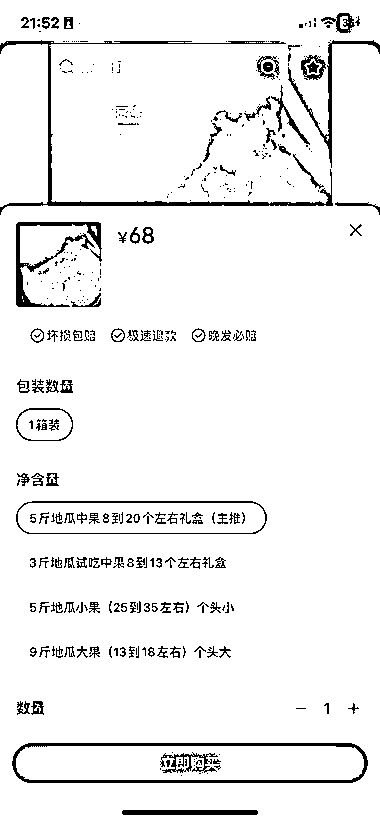 21:52
¥68
坏损包赔 极速退款 晚发必赔
包装数量
1箱装
净含量
5斤地瓜中果8到20个左右礼盒（主推）
3斤地瓜试吃中果8到13个左右礼盒
5斤地瓜小果（25到35左右）个头小
9斤地瓜大果（13到18左右）个头大
数量
1
立即购买